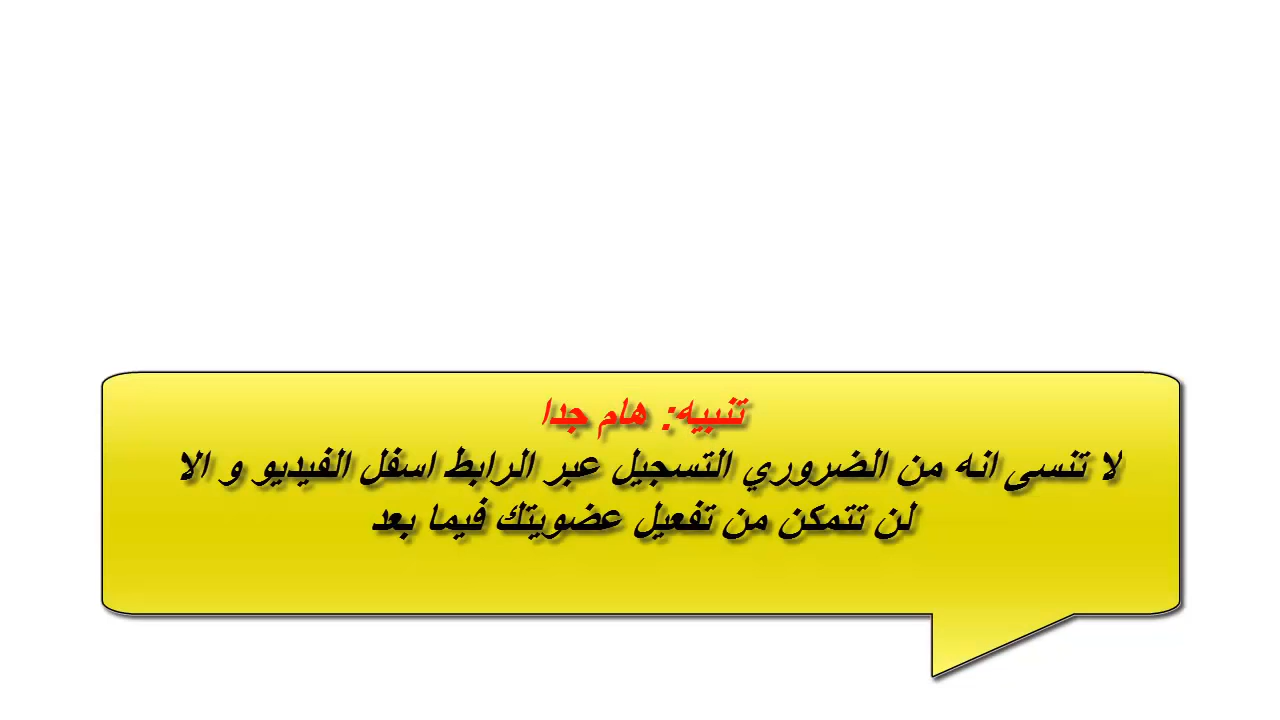 تنبيه: هام جدا
لا تنسى انه من الضروري التسجيل عبر الرابط اسفل الفيديو و الا
لن تتمكن من تفعيل عضويتك فيما بعد